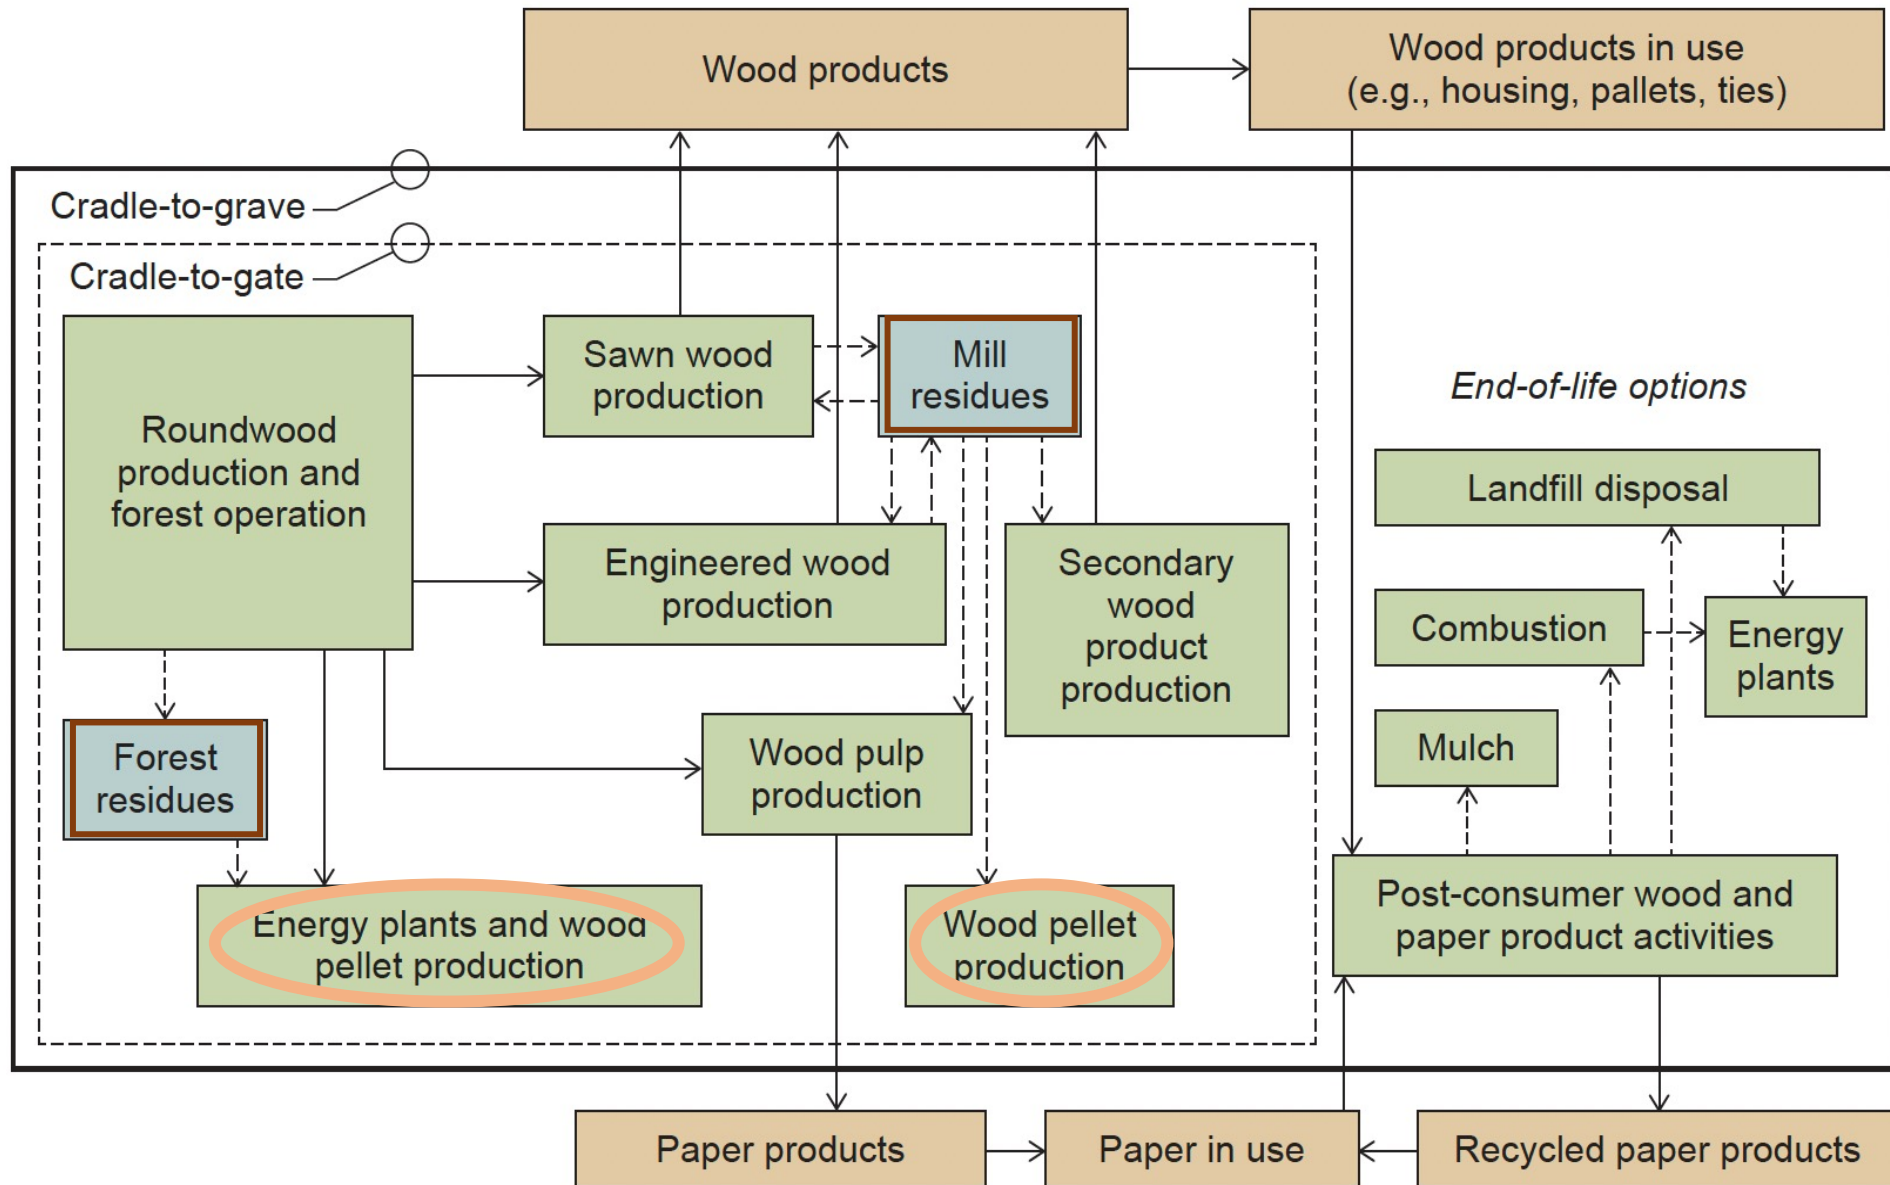 Wood products
Wood products in use
(e.g., housing, pallets, ties)
Cradle-to-grave
Cradle-to-gate
Roundwood
production and
forest operation
Sawn wood
production
Mill
residues
Engineered wood
production
Secondary
wood
product
production
Forest
residues
Wood pulp
production
Energy plants and wood
pellet production
Wood pellet
production
End-of-life options
Landfill disposal
Combustion
Energy
plants
Mulch
Post-consumer wood and
paper product activities
Paper products
Paper in use
Recycled paper products